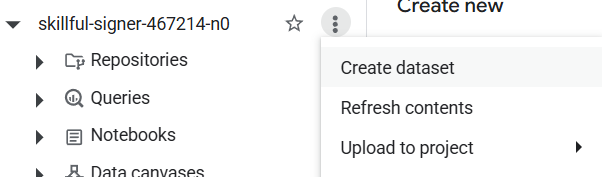 skillful-signer-467214-n0
Repositories
Queries
Notebooks
Data canvases
Create new
Create dataset
Refresh contents
Upload to project